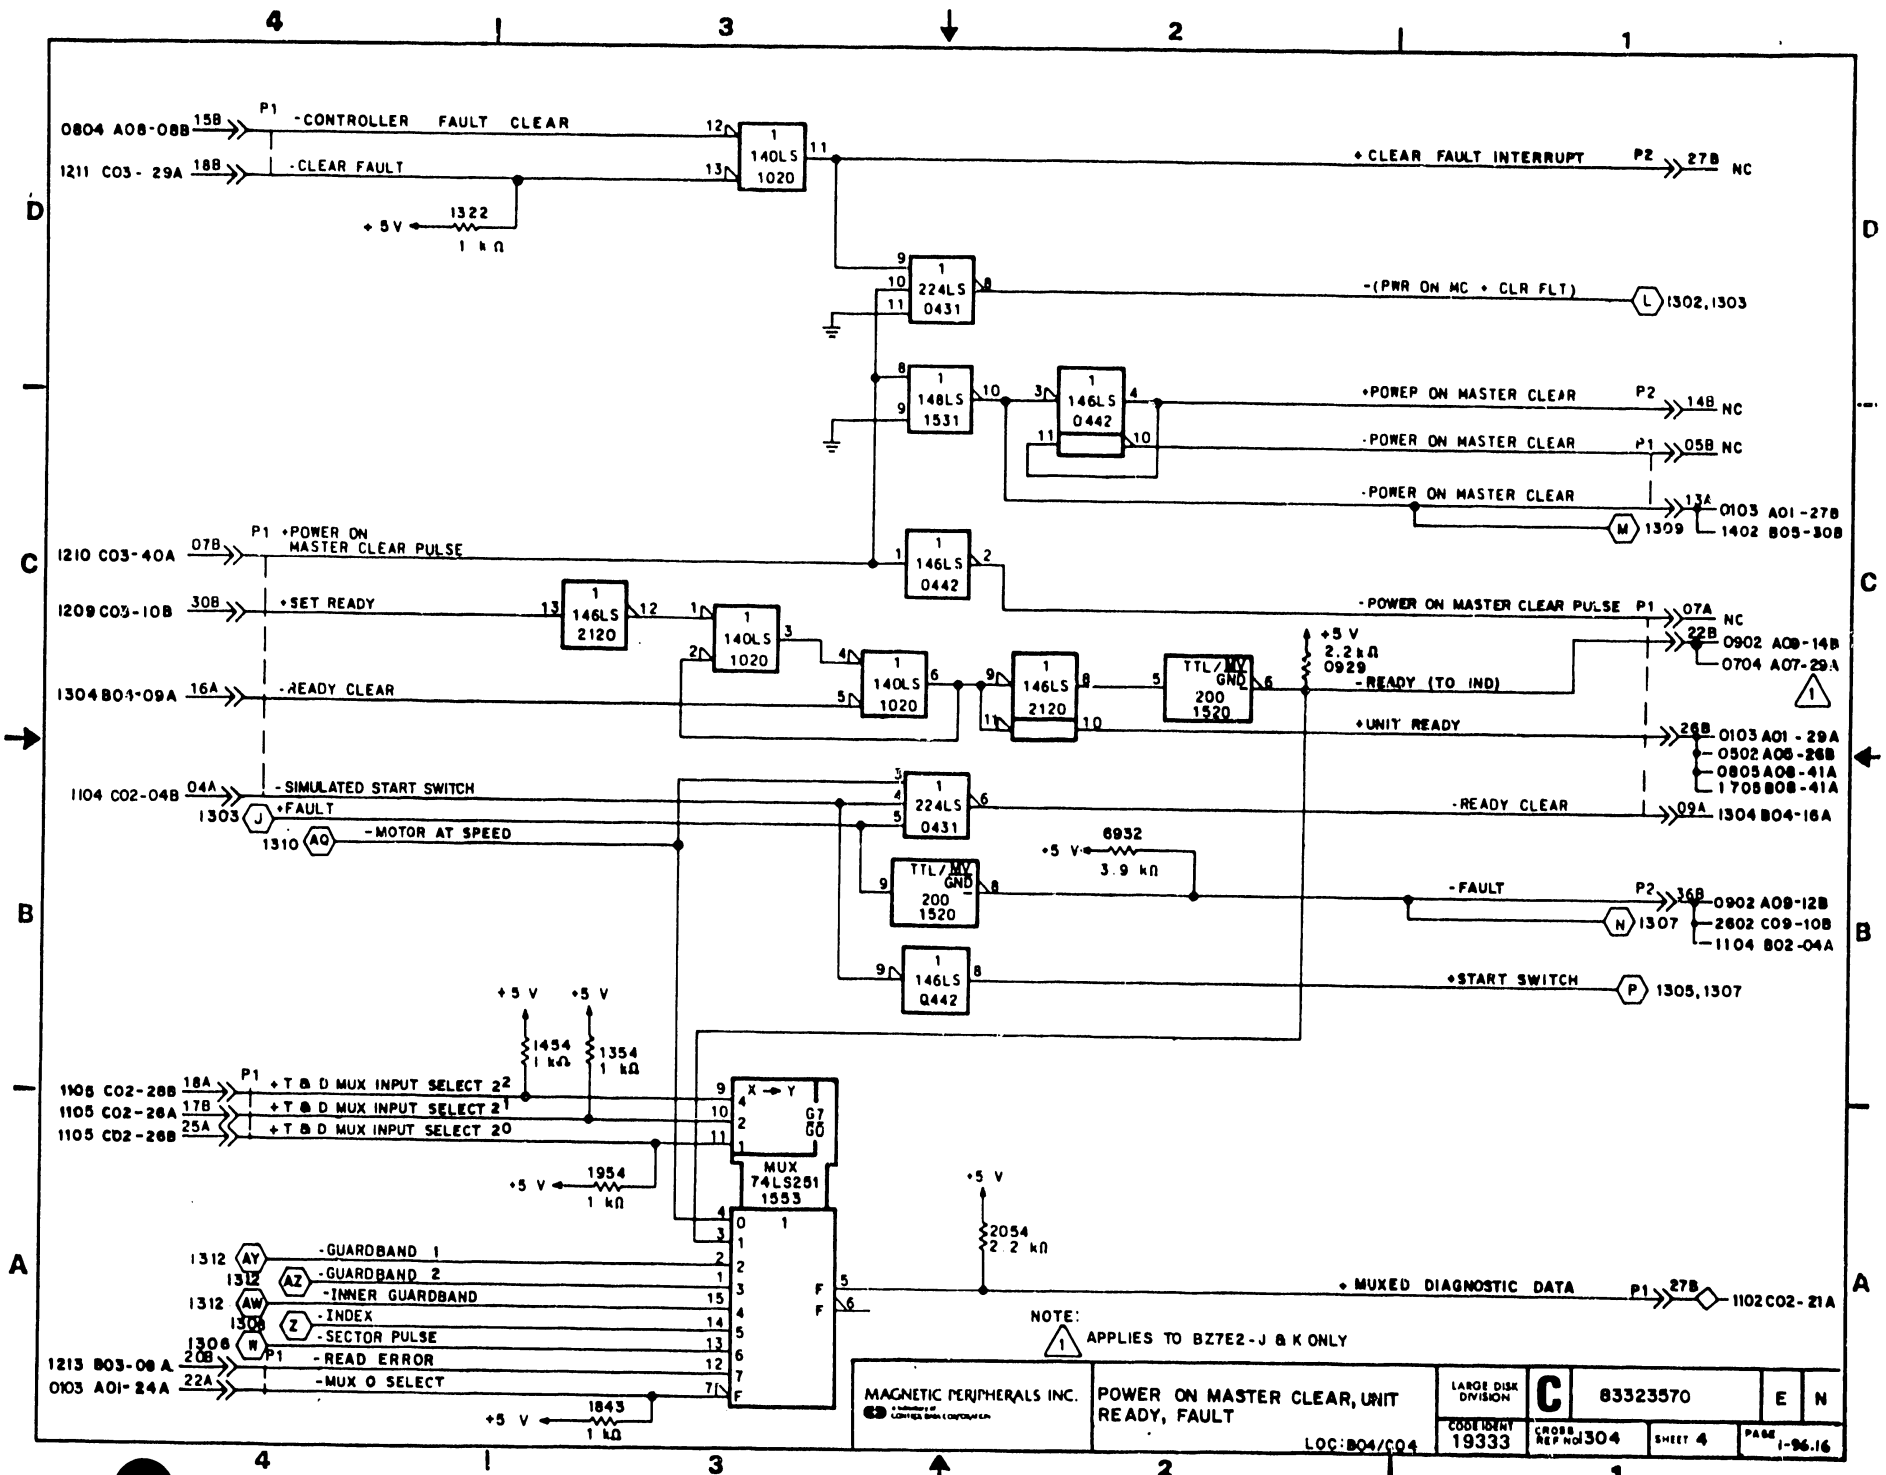 4 3 2 1
P1
0804 A08-08B 15B -CONTROLLER FAULT CLEAR 12
1 140LS 1020
11 +CLEAR FAULT INTERRUPT P2 27B NC
1211 C03-29A 18B -CLEAR FAULT 13
D D
+5V 1322
1 kΩ
9 10 11
1 224LS 0431
8 -(PWR ON MC + CLR FLT) L 1302,1303
8 9
1 148LS 1531
10 3
1 146LS 0442
4 +POWER ON MASTER CLEAR P2 14B NC
11 10 -POWER ON MASTER CLEAR P1 05B NC
-POWER ON MASTER CLEAR 13A 0103 A01-27B
M 1309 1402 B05-30B
P1 +POWER ON
1210 C03-40A 07B MASTER CLEAR PULSE 1
1 146LS 0442
2
C C
-POWER ON MASTER CLEAR PULSE P1 07A NC
1209 C03-10B 30B +SET READY 13
1 146LS 2120
12 1
2
1 140LS 1020
3
22B 0902 A09-14B
0704 A07-29A
1
+5 V
2.2 kΩ
0929
1304 B04-09A 16A -READY CLEAR
4 5
1 140LS 1020
6 9
1 146LS 2120
8 5
TTL/MV GND
200
1520
6 -READY (TO IND)
11 10 +UNIT READY 26B 0103 A01-29A
0502 A05-26B
0805 A08-41A
1705 B08-41A
1104 C02-04B 04A -SIMULATED START SWITCH
1303 J +FAULT
1310 AQ -MOTOR AT SPEED
3 4 5
1 224LS 0431
6 -READY CLEAR 09A 1304 B04-16A
6932
+5 V
3.9 kΩ
9
TTL/MV GND
200
1520
8 -FAULT P2 36B 0902 A09-12B
N 1307 2602 C09-10B
1104 B02-04A
B B
9
1 146LS 0442
8 +START SWITCH P 1305,1307
+5 V +5 V
1454 1 kΩ
1354 1 kΩ
P1
1105 C02-28B 18A +T & D MUX INPUT SELECT 2²
1105 C02-26A 17B +T & D MUX INPUT SELECT 2¹
1105 C02-26B 25A +T & D MUX INPUT SELECT 2⁰
9 10 11
X → Y
4 2 1
G7 G0
MUX
74LS251
1553
+5 V 1954
1 kΩ
4 0 1
3 1
1312 AY -GUARDBAND 1 2 2
1312 AZ -GUARDBAND 2 1 3
1312 AW -INNER GUARDBAND 15 4
Z -INDEX 14 5
1306 W -SECTOR PULSE 13 6
1213 B03-08A 20B P1 -READ ERROR 12 7
0103 A01-24A 22A -MUX 0 SELECT 7 F
+5 V 1843
1 kΩ
+5 V
2054
2.2 kΩ
F 5 +MUXED DIAGNOSTIC DATA P1 27B 1102 C02-21A
F 6
A A
NOTE:
1 APPLIES TO BZ7E2-J & K ONLY
MAGNETIC PERIPHERALS INC.
a subsidiary of
CONTROL DATA CORPORATION
POWER ON MASTER CLEAR, UNIT
READY, FAULT
LOC:B04/C04
LARGE DISK
DIVISION
C 83323570 E N
CODE IDENT
19333
CROSS
REF NO 1304
SHEET 4
PAGE
1-96.16
4 3 2 1